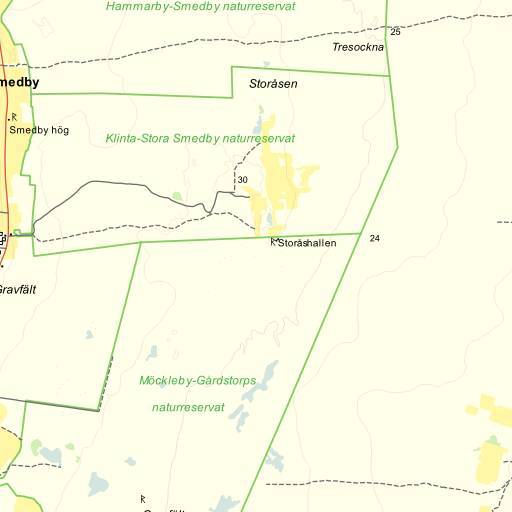 Hammarby-Smedby naturreservat
25
Tresockna
medby
Storåsen
Smedby hög
Klinta-Stora Smedby naturreservat
30
24
Storåshallen
Gravfält
Möckleby-Gårdstorps
naturreservat